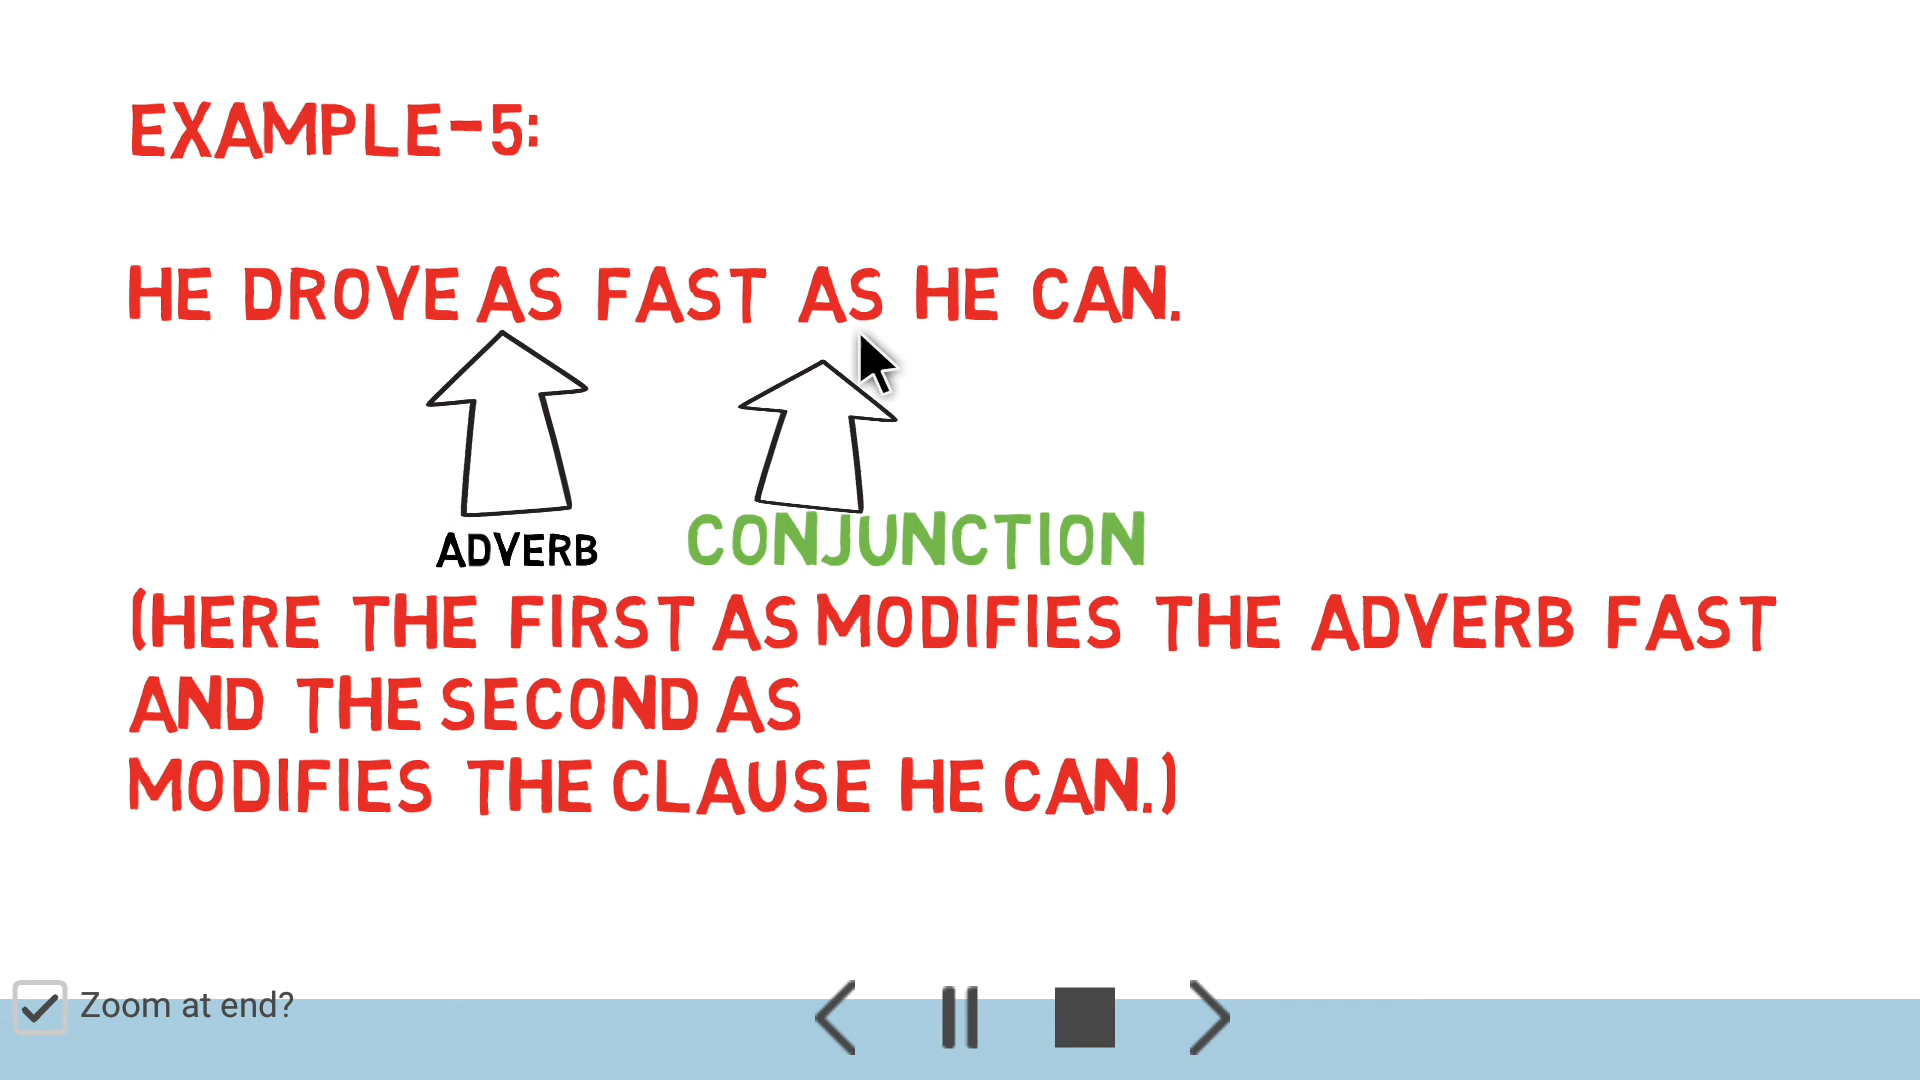 EXAMPLE-5:
HE DROVE AS FAST AS HE CAN.
ADVERB
CONJUNCTION
(HERE THE FIRST AS MODIFIES THE ADVERB FAST
AND THE SECOND AS
MODIFIES THE CLAUSE HE CAN.)
Zoom at end?